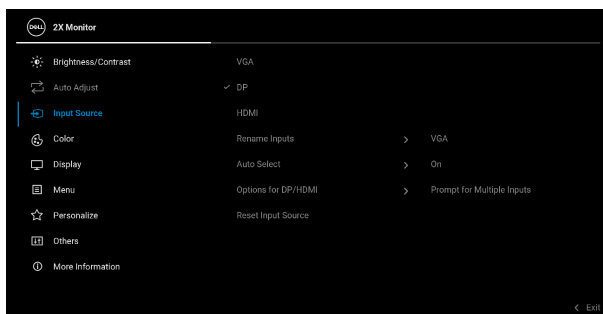 DELL 2X Monitor
Brightness/Contrast VGA
Auto Adjust DP
Input Source HDMI
Color Rename Inputs VGA
Display Auto Select On
Menu Options for DP/HDMI Prompt for Multiple Inputs
Personalize Reset Input Source
Others
More Information
Exit